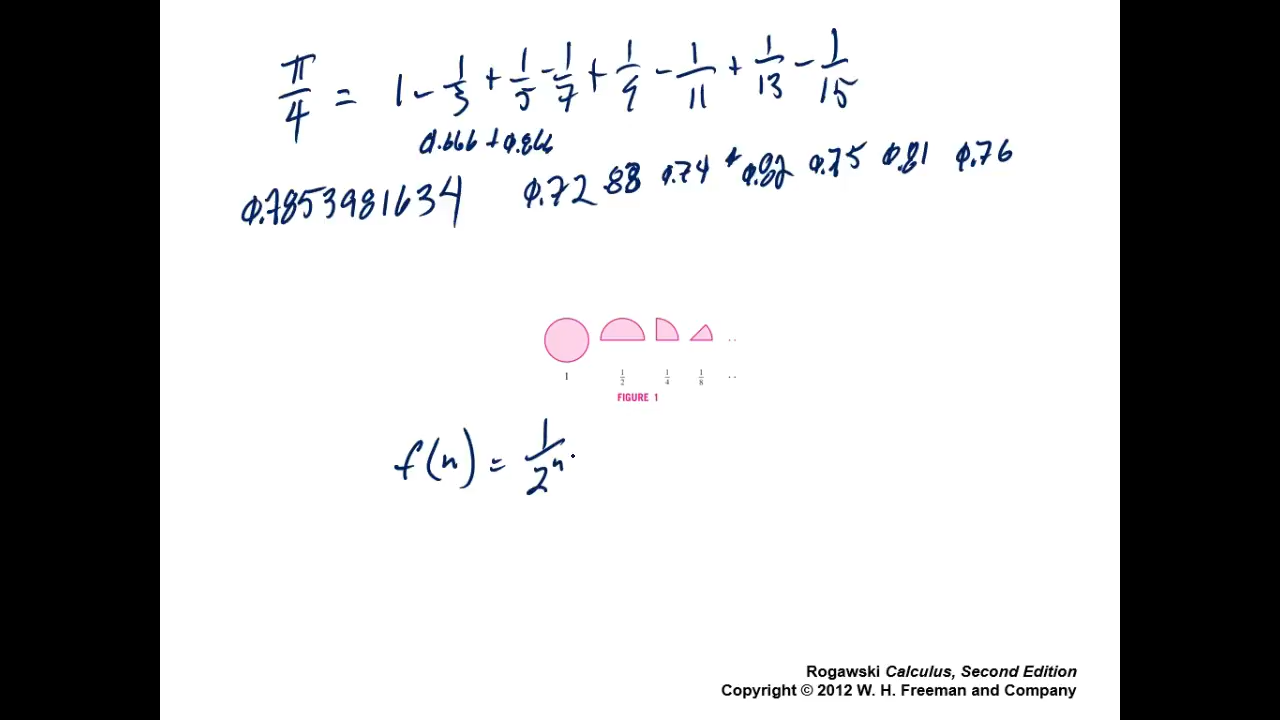 π/4 = 1 - 1/3 + 1/5 - 1/7 + 1/9 - 1/11 + 1/13 - 1/15
0.666 + 0.866
0.7853981634 0.72 .83 0.74 0.82 0.75 0.81 0.76
1 1/2 1/4 1/8 ..
FIGURE 1
f(n) = 1/2^n
Rogawski Calculus, Second Edition
Copyright © 2012 W. H. Freeman and Company